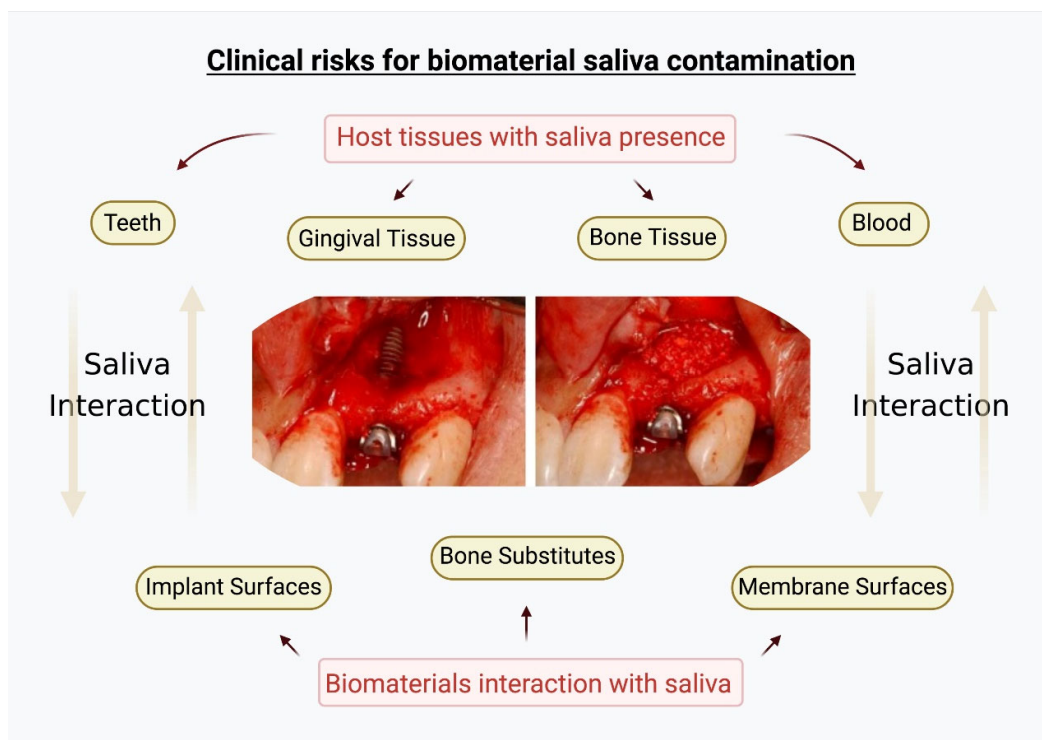 Clinical risks for biomaterial saliva contamination
Host tissues with saliva presence
Teeth
Gingival Tissue
Bone Tissue
Blood
Saliva
Interaction
Saliva
Interaction
Bone Substitutes
Implant Surfaces
Membrane Surfaces
Biomaterials interaction with saliva